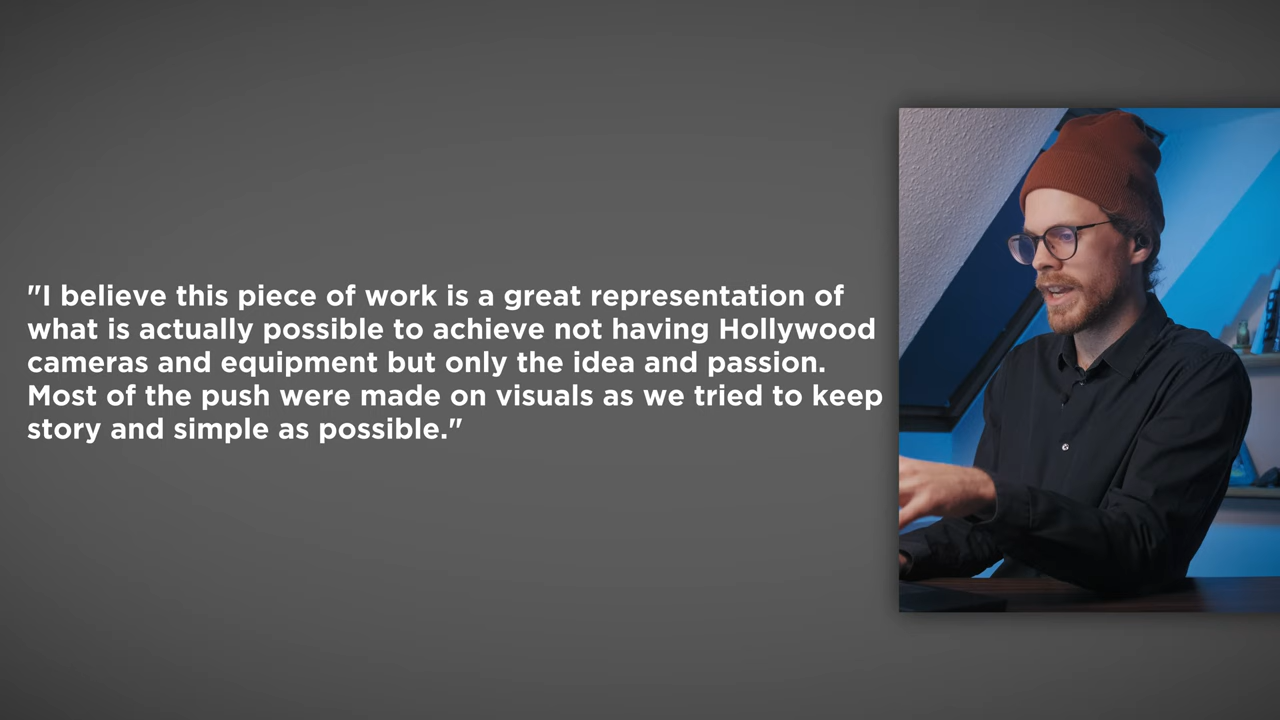 "I believe this piece of work is a great representation of
what is actually possible to achieve not having Hollywood
cameras and equipment but only the idea and passion.
Most of the push were made on visuals as we tried to keep
story and simple as possible."